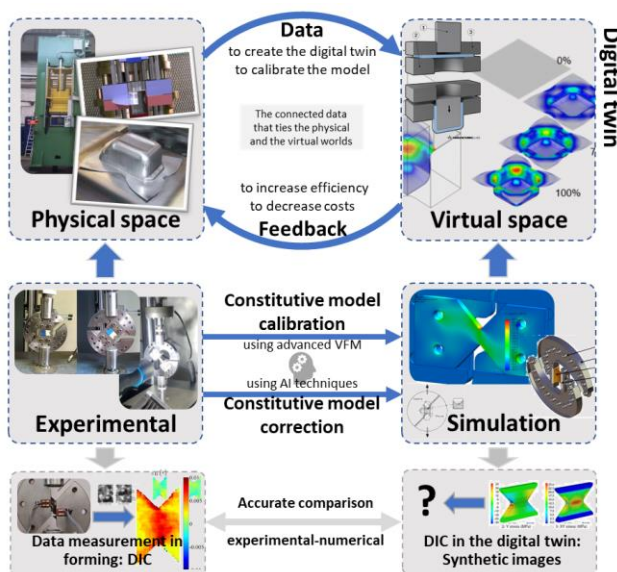 Data
to create the digital twin
to calibrate the model
The connected data
that ties the physical
and the virtual worlds
to increase efficiency
to decrease costs
Feedback
Physical space
1
2
3
0%
100%
Virtual space
Digital twin
Constitutive model
calibration
using advanced VFM
using AI techniques
Constitutive model
correction
Experimental
Simulation
Data measurement in
forming: DIC
Accurate comparison
experimental-numerical
?
DIC in the digital twin:
Synthetic images